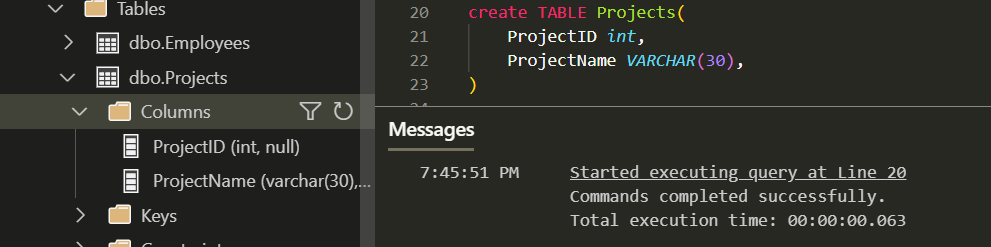 Tables
dbo.Employees
dbo.Projects
Columns
ProjectID (int, null)
ProjectName (varchar(30),...
Keys
20 create TABLE Projects(
21 ProjectID int,
22 ProjectName VARCHAR(30),
23 )
Messages
7:45:51 PM Started executing query at Line 20
Commands completed successfully.
Total execution time: 00:00:00.063